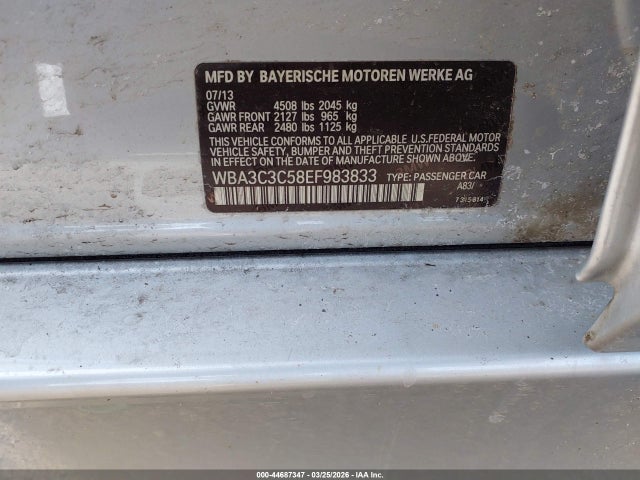 MFD BY BAYERISCHE MOTOREN WERKE AG
07/13
GVWR 4508 lbs 2045 kg
GAWR FRONT 2127 lbs 965 kg
GAWR REAR 2480 lbs 1125 kg
THIS VEHICLE CONFORMS TO ALL APPLICABLE U.S.FEDERAL MOTOR
VEHICLE SAFETY, BUMPER AND THEFT PREVENTION STANDARDS
IN EFFECT ON THE DATE OF MANUFACTURE SHOWN ABOVE.
WBA3C3C58EF983833 TYPE: PASSENGER CAR
A83/
7315814
000-44687347 - 03/25/2026 - IAA Inc.